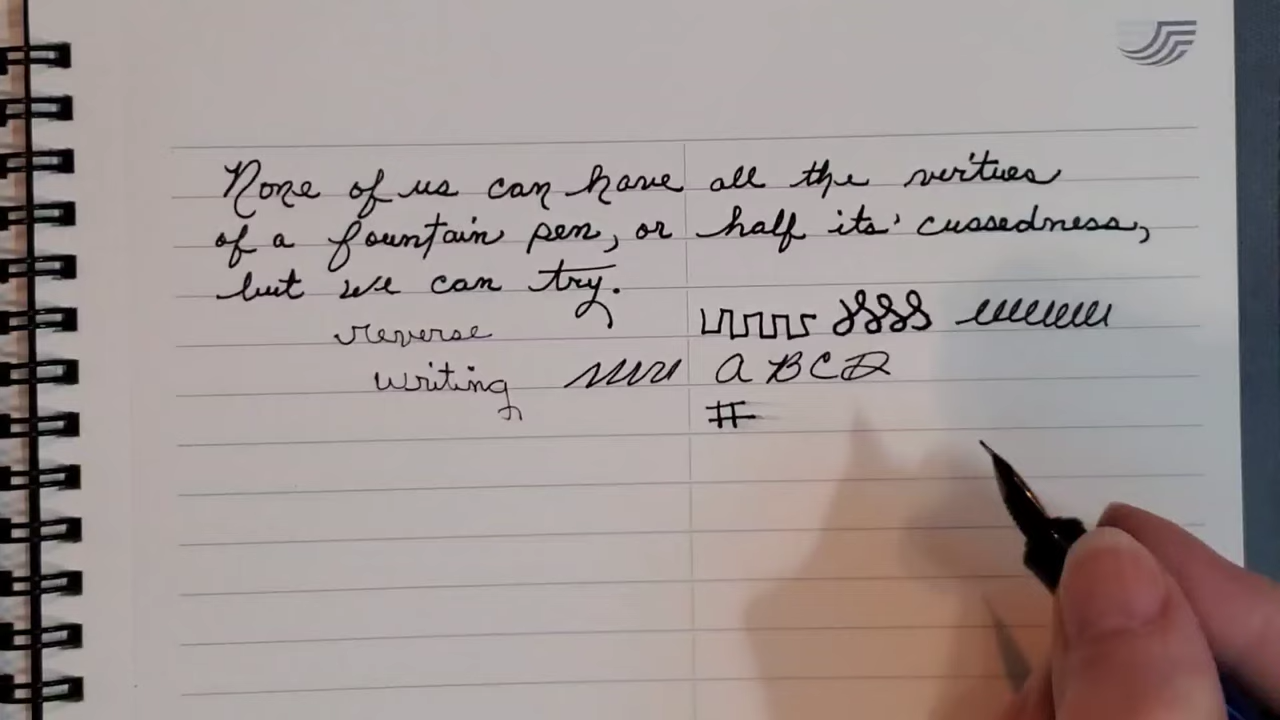 None of us can have all the virtues
of a fountain pen, or half its' cussedness,
but we can try.
reverse
writing A B C D
#